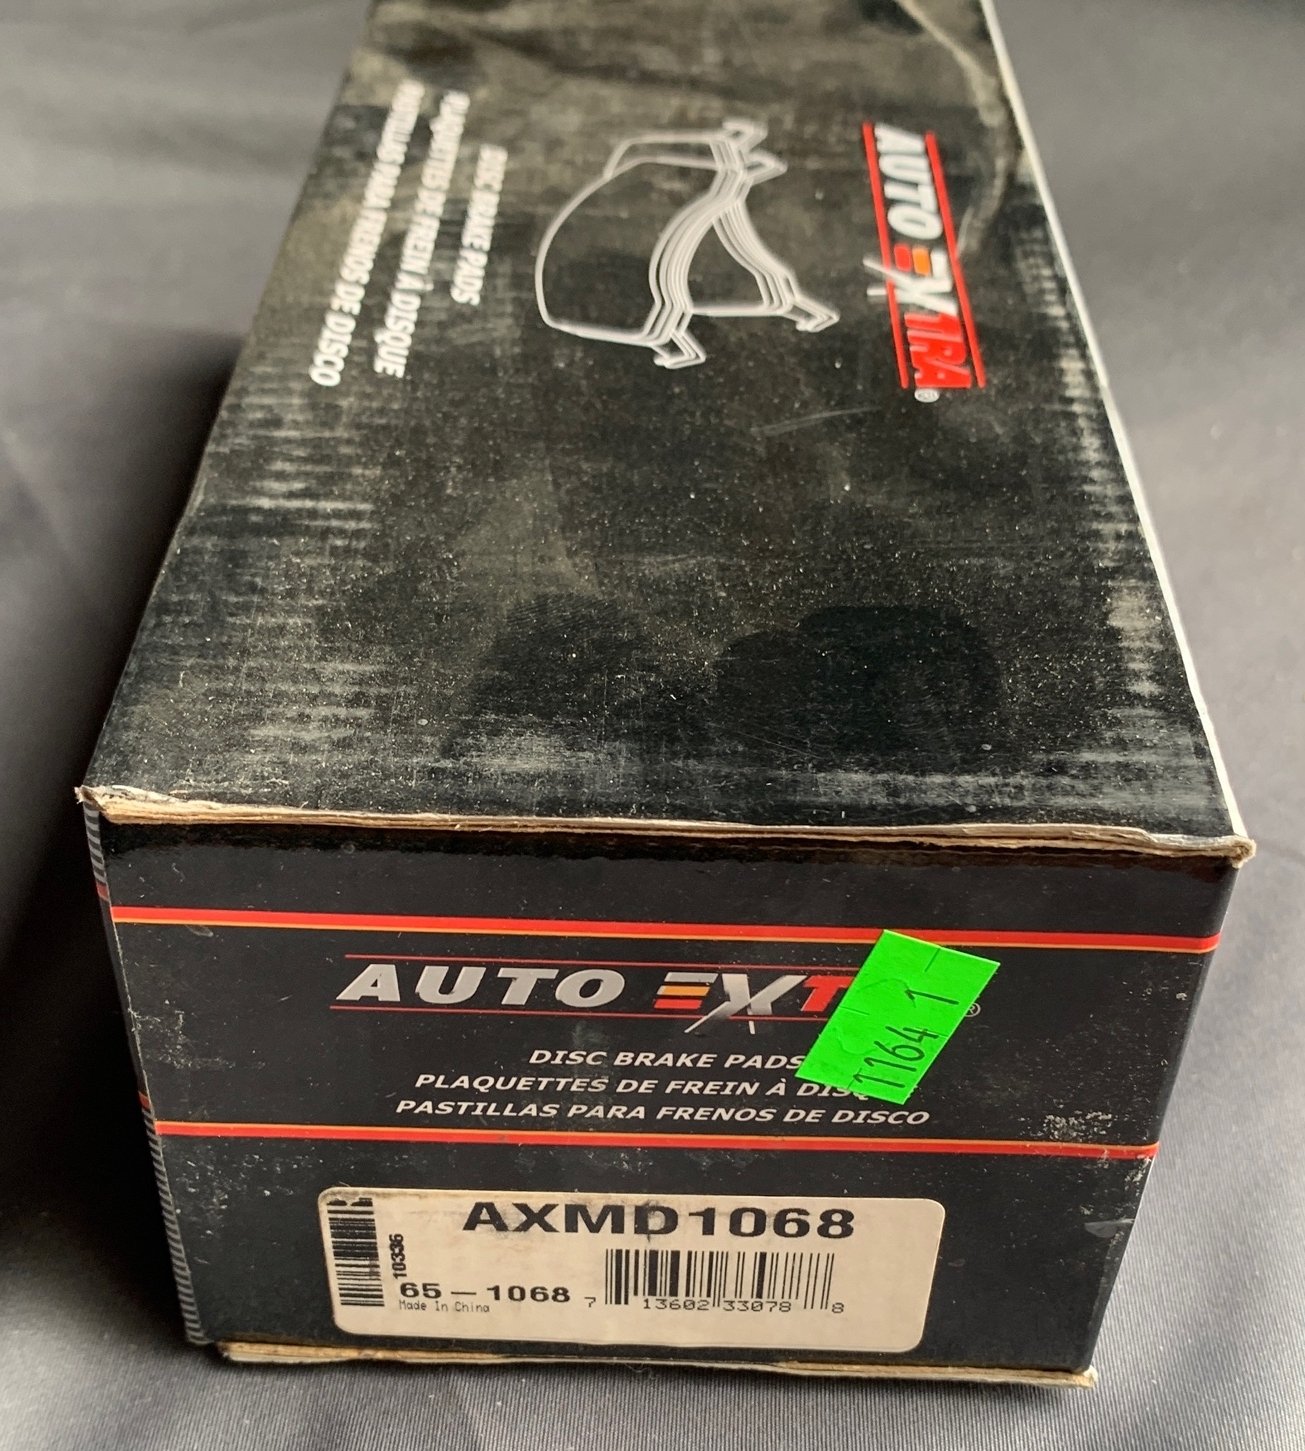 AUTO EXTRA®
DISC BRAKE PADS
PLAQUETTES DE FREIN À DISQUE
PASTILLAS PARA FRENOS DE DISCO
AUTO EXT ®
1164 1
DISC BRAKE PADS
PLAQUETTES DE FREIN À DISQ
PASTILLAS PARA FRENOS DE DISCO
AXMD1068
10336
65-1068
Made In China
7 13602 33078 8